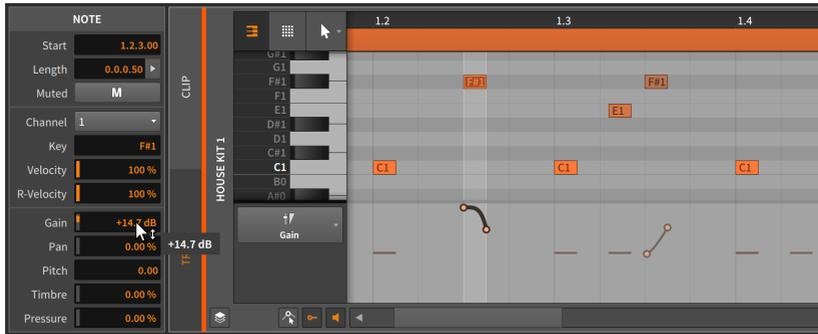 NOTE
Start 1.2.3.00
Length 0.0.0.50
Muted M
Channel 1
Key F#1
Velocity 100 %
R-Velocity 100 %
Gain +14.7 dB
Pan 0.00 %
Pitch 0.00
Timbre 0.00 %
Pressure 0.00 %
+14.7 dB
CLIP
HOUSE KIT 1
1.2 1.3 1.4
G#1
G1
F#1 F#1 F#1
F1
E1 E1
D#1
D1
C#1
C1 C1 C1 C1
B0
A#0
Gain